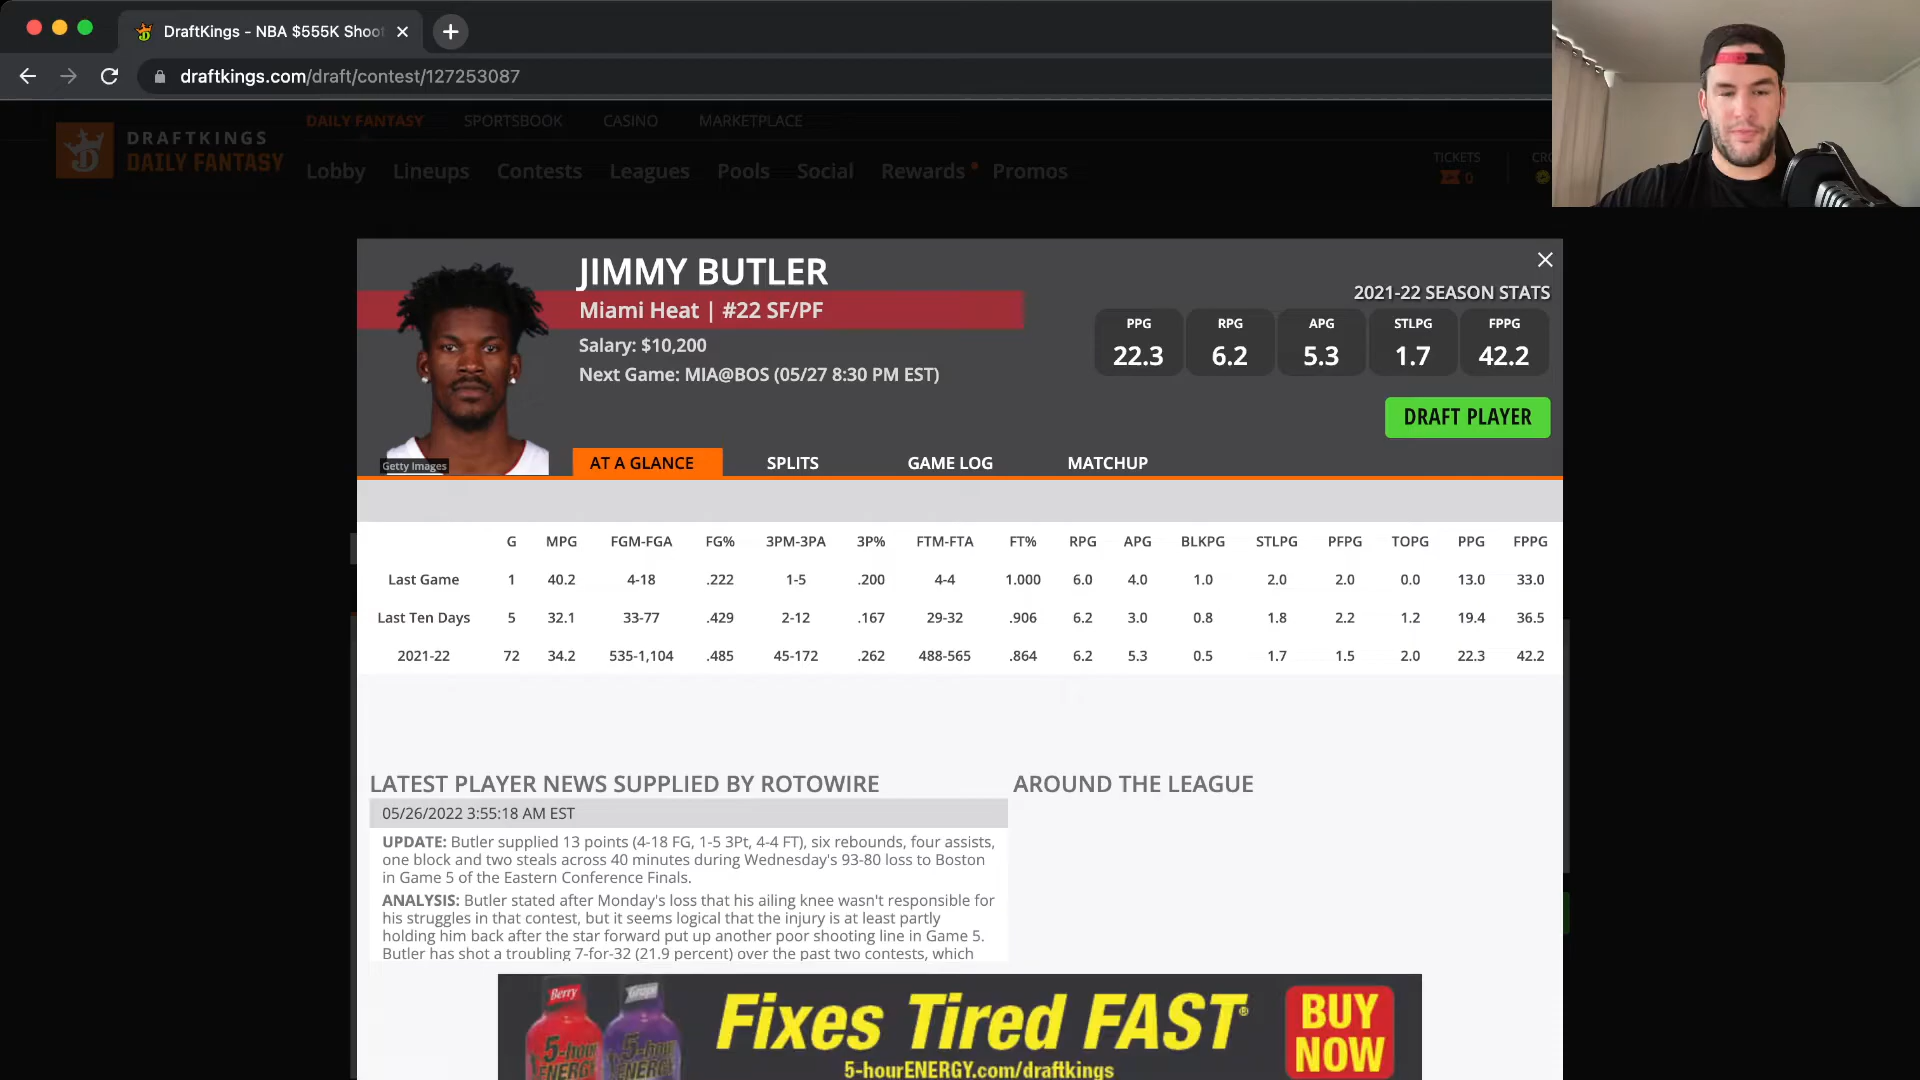 DraftKings - NBA $555K Shoot
draftkings.com/draft/contest/127253087
DRAFTKINGS
DAILY FANTASY
DAILY FANTASY SPORTSBOOK CASINO MARKETPLACE
Lobby Lineups Contests Leagues Pools Social Rewards Promos
TICKETS
0
CRO
JIMMY BUTLER
Miami Heat | #22 SF/PF
Salary: $10,200
Next Game: MIA@BOS (05/27 8:30 PM EST)
Getty Images
2021-22 SEASON STATS
PPG RPG APG STLPG FPPG
22.3 6.2 5.3 1.7 42.2
DRAFT PLAYER
AT A GLANCE SPLITS GAME LOG MATCHUP
G MPG FGM-FGA FG% 3PM-3PA 3P% FTM-FTA FT% RPG APG BLKPG STLPG PFPG TOPG PPG FPPG
Last Game 1 40.2 4-18 .222 1-5 .200 4-4 1.000 6.0 4.0 1.0 2.0 2.0 0.0 13.0 33.0
Last Ten Days 5 32.1 33-77 .429 2-12 .167 29-32 .906 6.2 3.0 0.8 1.8 2.2 1.2 19.4 36.5
2021-22 72 34.2 535-1,104 .485 45-172 .262 488-565 .864 6.2 5.3 0.5 1.7 1.5 2.0 22.3 42.2
LATEST PLAYER NEWS SUPPLIED BY ROTOWIRE
05/26/2022 3:55:18 AM EST
UPDATE: Butler supplied 13 points (4-18 FG, 1-5 3Pt, 4-4 FT), six rebounds, four assists,
one block and two steals across 40 minutes during Wednesday's 93-80 loss to Boston
in Game 5 of the Eastern Conference Finals.
ANALYSIS: Butler stated after Monday's loss that his ailing knee wasn't responsible for
his struggles in that contest, but it seems logical that the injury is at least partly
holding him back after the star forward put up another poor shooting line in Game 5.
Butler has shot a troubling 7-for-32 (21.9 percent) over the past two contests, which
AROUND THE LEAGUE
Berry
5-hour
ENERGY
Grape
5-hour
ENERGY
Fixes Tired FAST®
5-hourENERGY.com/draftkings
BUY
NOW